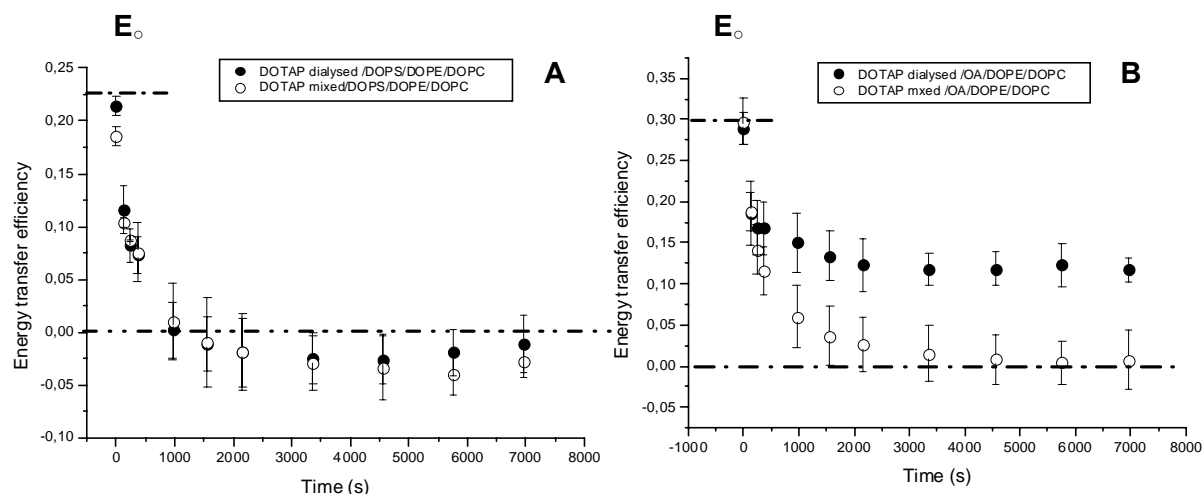 E○
DOTAP dialysed /DOPS/DOPE/DOPC
DOTAP mixed/DOPS/DOPE/DOPC
A
Energy transfer efficiency
0,25
0,20
0,15
0,10
0,05
0,00
-0,05
-0,10
0 1000 2000 3000 4000 5000 6000 7000 8000
Time (s)
E○
DOTAP dialysed /OA/DOPE/DOPC
DOTAP mxed /OA/DOPE/DOPC
B
Energy transfer efficiency
0,35
0,30
0,25
0,20
0,15
0,10
0,05
0,00
-0,05
-1000 0 1000 2000 3000 4000 5000 6000 7000 8000
Time (s)